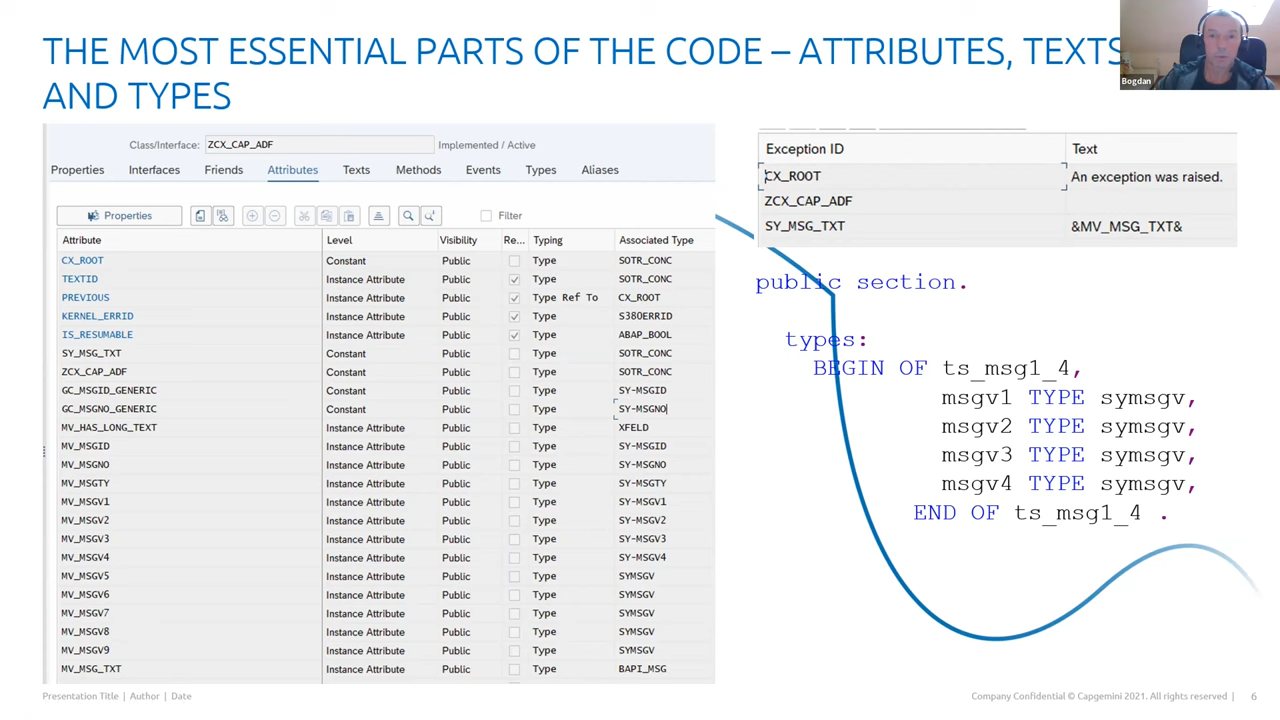 THE MOST ESSENTIAL PARTS OF THE CODE – ATTRIBUTES, TEXTS
AND TYPES
Bogdan
Class/Interface: ZCX_CAP_ADF Implemented / Active
Properties Interfaces Friends Attributes Texts Methods Events Types Aliases
Properties Filter
Attribute Level Visibility Re... Typing Associated Type
CX_ROOT Constant Public Type SOTR_CONC
TEXTID Instance Attribute Public Type SOTR_CONC
PREVIOUS Instance Attribute Public Type Ref To CX_ROOT
KERNEL_ERRID Instance Attribute Public Type S380ERRID
IS_RESUMABLE Instance Attribute Public Type ABAP_BOOL
SY_MSG_TXT Constant Public Type SOTR_CONC
ZCX_CAP_ADF Constant Public Type SOTR_CONC
GC_MSGID_GENERIC Constant Public Type SY-MSGID
GC_MSGNO_GENERIC Constant Public Type SY-MSGNO
MV_HAS_LONG_TEXT Instance Attribute Public Type XFELD
MV_MSGID Instance Attribute Public Type SY-MSGID
MV_MSGNO Instance Attribute Public Type SY-MSGNO
MV_MSGTY Instance Attribute Public Type SY-MSGTY
MV_MSGV1 Instance Attribute Public Type SY-MSGV1
MV_MSGV2 Instance Attribute Public Type SY-MSGV2
MV_MSGV3 Instance Attribute Public Type SY-MSGV3
MV_MSGV4 Instance Attribute Public Type SY-MSGV4
MV_MSGV5 Instance Attribute Public Type SYMSGV
MV_MSGV6 Instance Attribute Public Type SYMSGV
MV_MSGV7 Instance Attribute Public Type SYMSGV
MV_MSGV8 Instance Attribute Public Type SYMSGV
MV_MSGV9 Instance Attribute Public Type SYMSGV
MV_MSG_TXT Instance Attribute Public Type BAPI_MSG
Exception ID Text
CX_ROOT An exception was raised.
ZCX_CAP_ADF
SY_MSG_TXT &MV_MSG_TXT&
public section.
types:
BEGIN OF ts_msg1_4,
msgv1 TYPE symsgv,
msgv2 TYPE symsgv,
msgv3 TYPE symsgv,
msgv4 TYPE symsgv,
END OF ts_msg1_4 .
Presentation Title | Author | Date
Company Confidential © Capgemini 2021. All rights reserved | 6